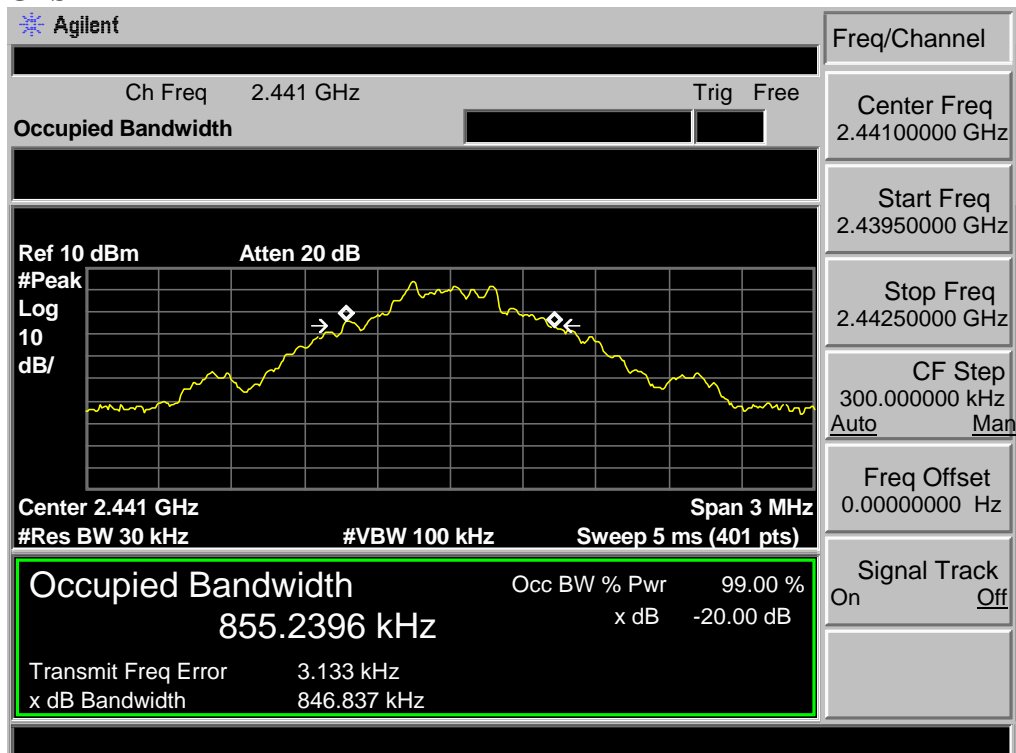 Agilent
Freq/Channel
Ch Freq 2.441 GHz Trig Free
Occupied Bandwidth
Center Freq
2.44100000 GHz
Start Freq
2.43950000 GHz
Stop Freq
2.44250000 GHz
CF Step
300.000000 kHz
Auto Man
Freq Offset
0.00000000 Hz
Signal Track
On Off
Ref 10 dBm Atten 20 dB
#Peak
Log
10
dB/
Center 2.441 GHz Span 3 MHz
#Res BW 30 kHz #VBW 100 kHz Sweep 5 ms (401 pts)
Occupied Bandwidth
855.2396 kHz
Occ BW % Pwr 99.00 %
x dB -20.00 dB
Transmit Freq Error 3.133 kHz
x dB Bandwidth 846.837 kHz